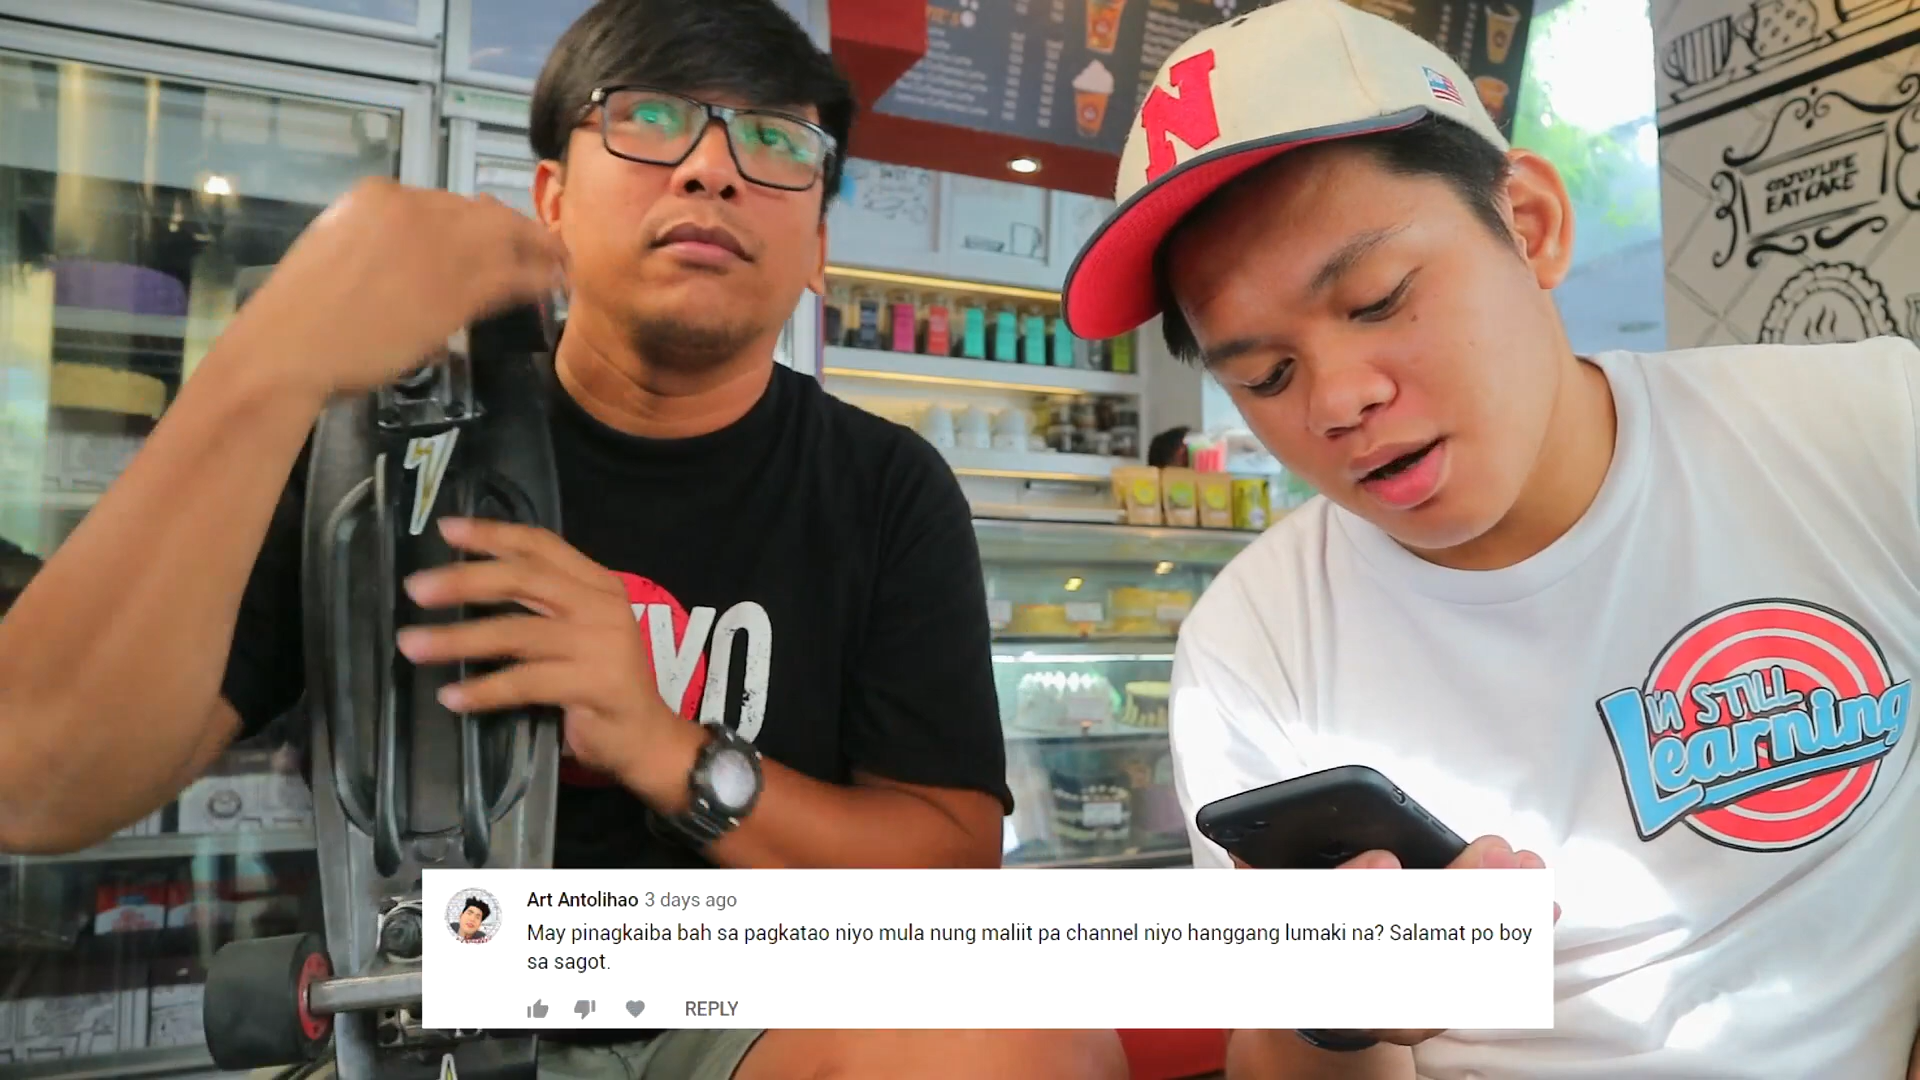 N
ENJOY LIFE
EAT CAKE
YO
I'M STILL
Learning
Art Antolihao 3 days ago
May pinagkaiba bah sa pagkatao niyo mula nung maliit pa channel niyo hanggang lumaki na? Salamat po boy
sa sagot.
REPLY